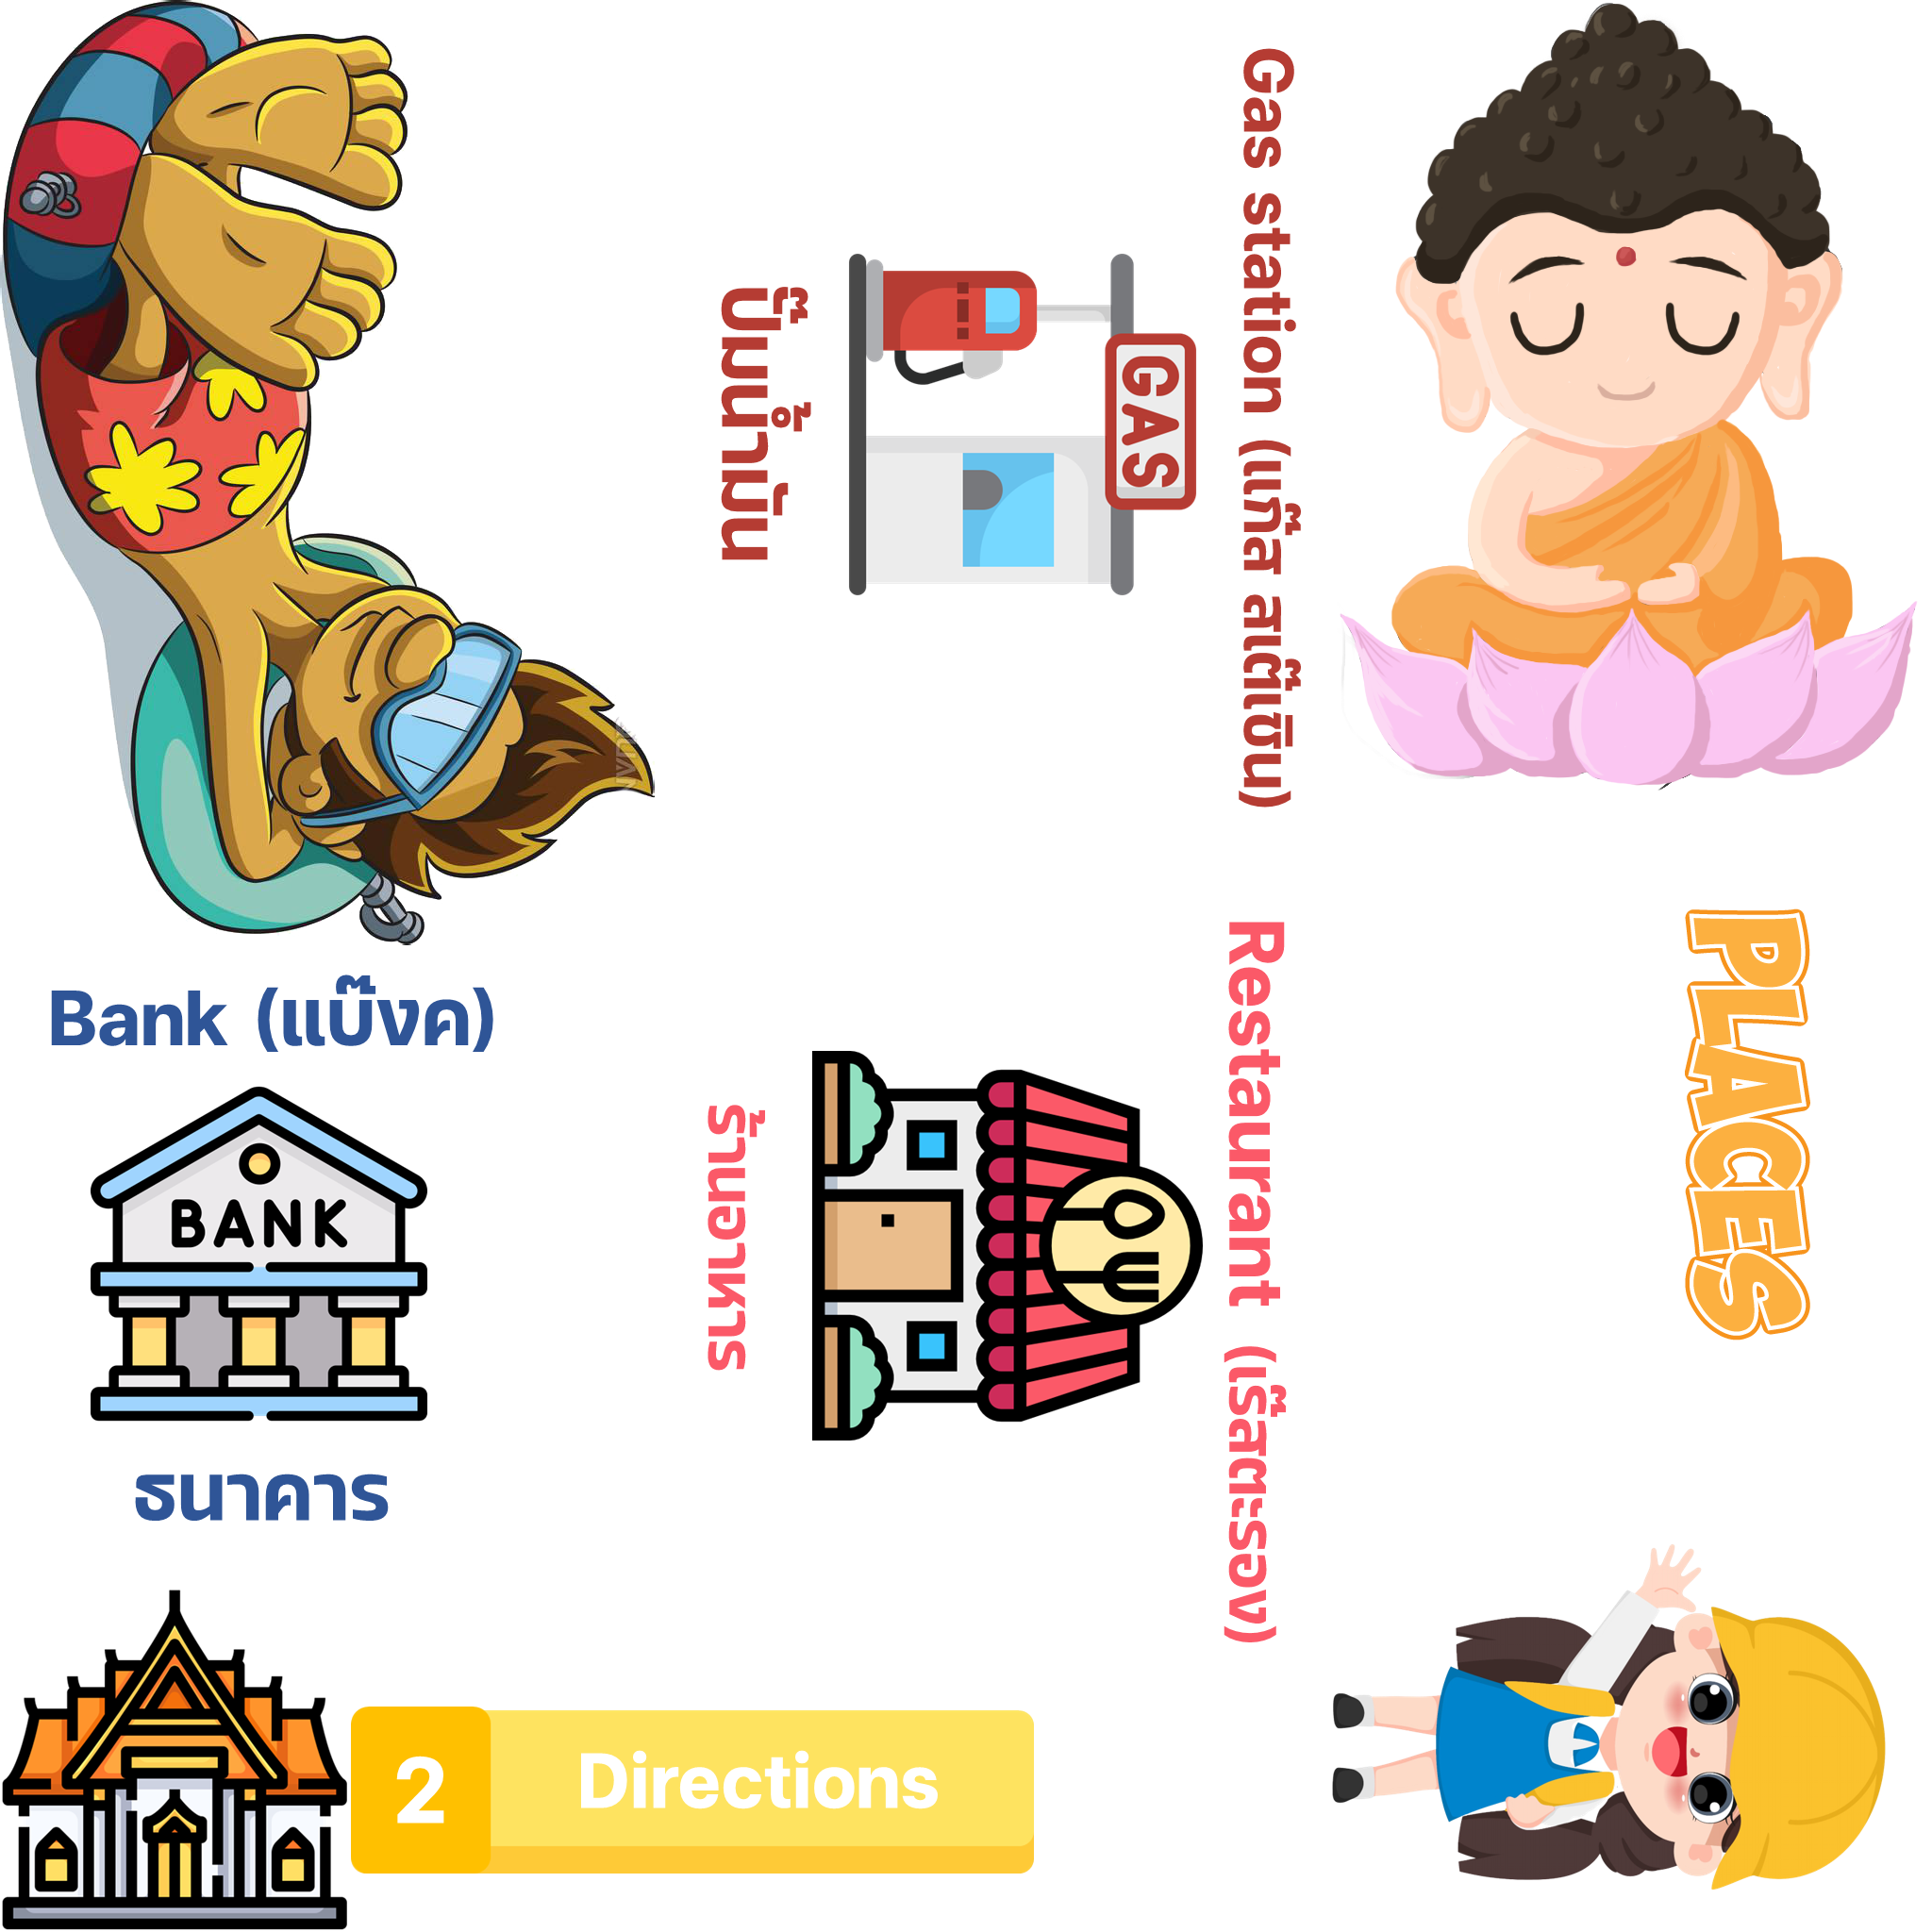 Gas station (แก๊ส สเต๊เชิน)
GAS
ปั๊มนน้ำมัน
PLACES
Restaurant (เร๊สตะรอง)
ร้านอาหาร
Bank (แบ๊งค)
BANK
ธนาคาร
2
Directions